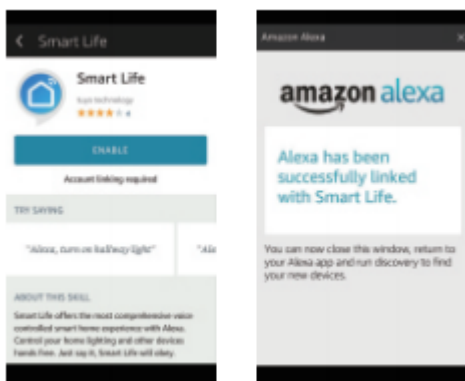 Smart Life
Smart Life
tuya technology
4
ENABLE
Account linking required
TRY SAYING
"Alexa, turn on hallway light"
"Ale
ABOUT THIS SKILL
Smart Life offers the most comprehensive voice
controlled smart home experience with Alexa.
Control your home lighting and other devices
hands free. Just say it, Smart Life will obey.
Amazon Alexa
amazon alexa
Alexa has been
successfully linked
with Smart Life.
You can now close this window, return to
your Alexa app and run discovery to find
your new devices.